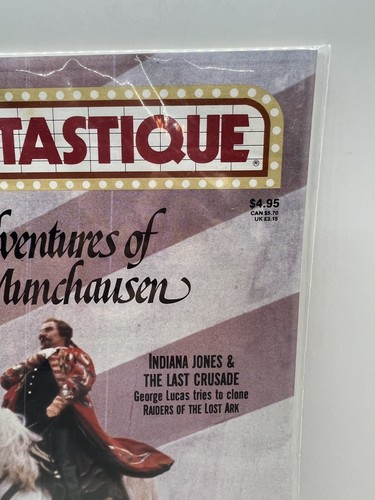 TASTIQUE®
$4.95
CAN $5.70
UK £3.15
ventures of
Munchausen
INDIANA JONES &
THE LAST CRUSADE
George Lucas tries to clone
RAIDERS OF THE LOST ARK